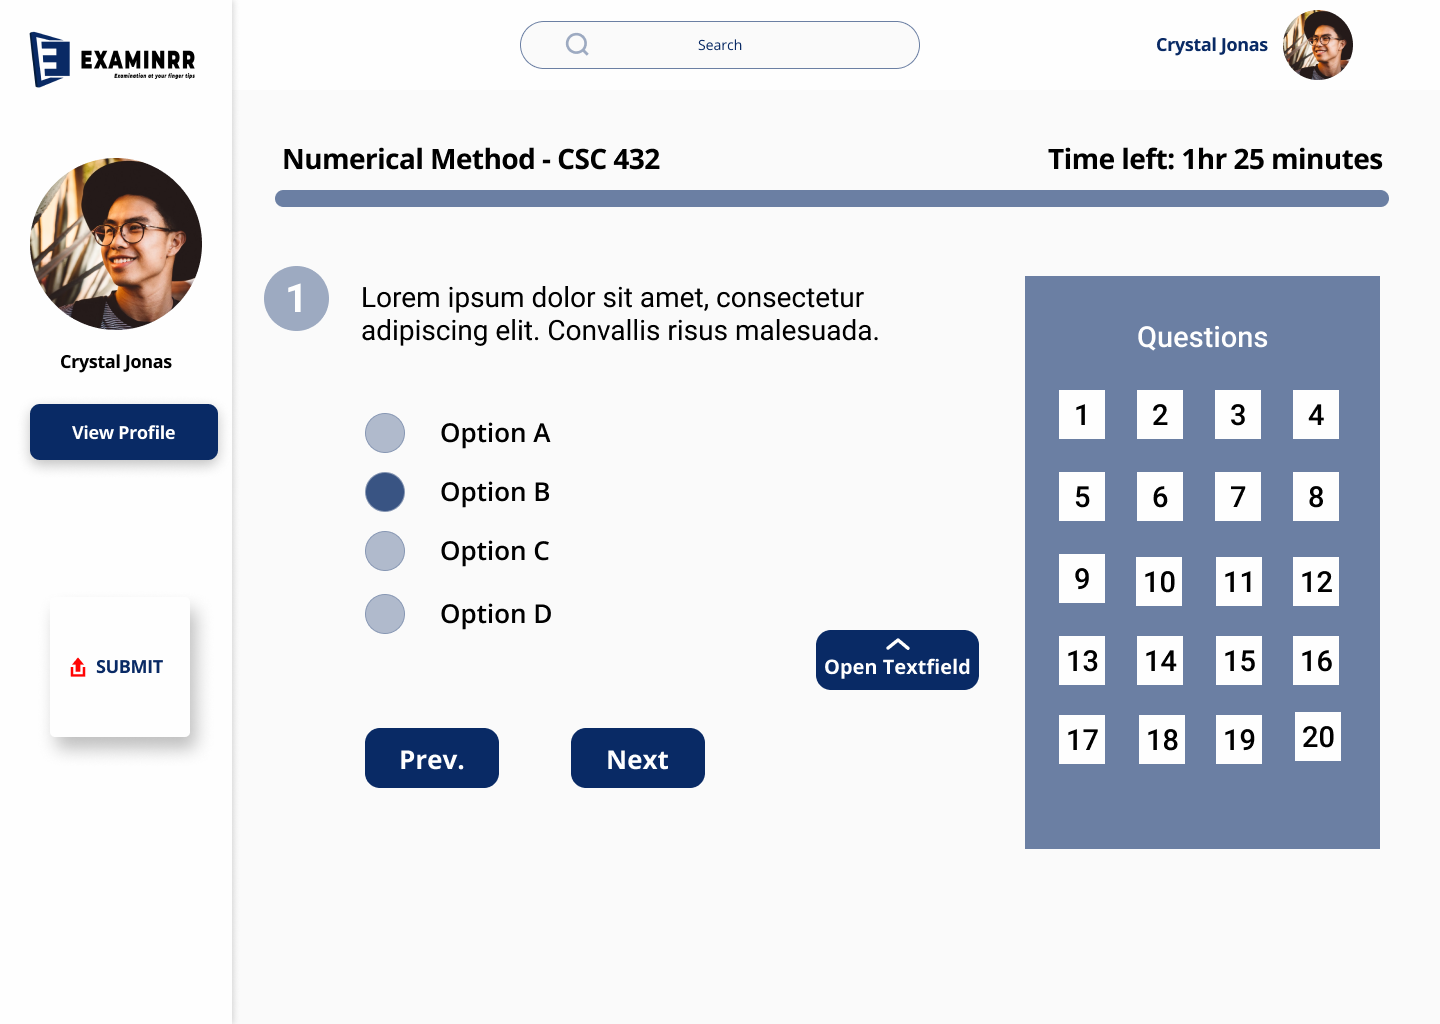 EXAMINRR
Examination at your finger tips
Search
Crystal Jonas
Crystal Jonas
View Profile
SUBMIT
Numerical Method - CSC 432
Time left: 1hr 25 minutes
1
Lorem ipsum dolor sit amet, consectetur
adipiscing elit. Convallis risus malesuada.
Option A
Option B
Option C
Option D
Open Textfield
Prev.
Next
Questions
1 2 3 4
5 6 7 8
9 10 11 12
13 14 15 16
17 18 19 20